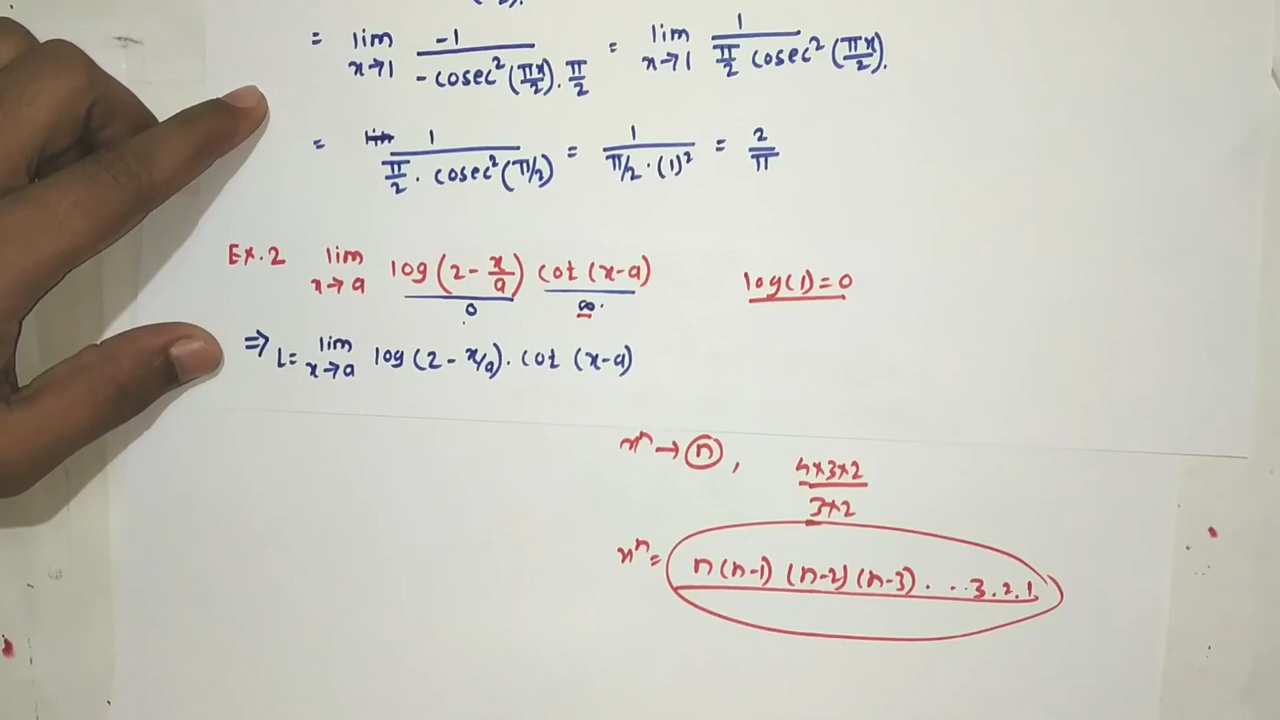 = lim x→1 -1 / -cosec²(πx/2).π/2 = lim x→1 1 / π/2 cosec²(πx/2).
= 1 / π/2 . cosec²(π/2) = 1 / π/2 . (1)² = 2/π
Ex.2 lim x→a log(2 - x/a) cot (x-a) log(1) = 0
0 ∞.
⇒ L= lim x→a log(2 - x/a). cot (x-a)
xⁿ → n , 4×3×2 / 3×2
xⁿ = n(n-1) (n-2) (n-3) . . . 3.2.1